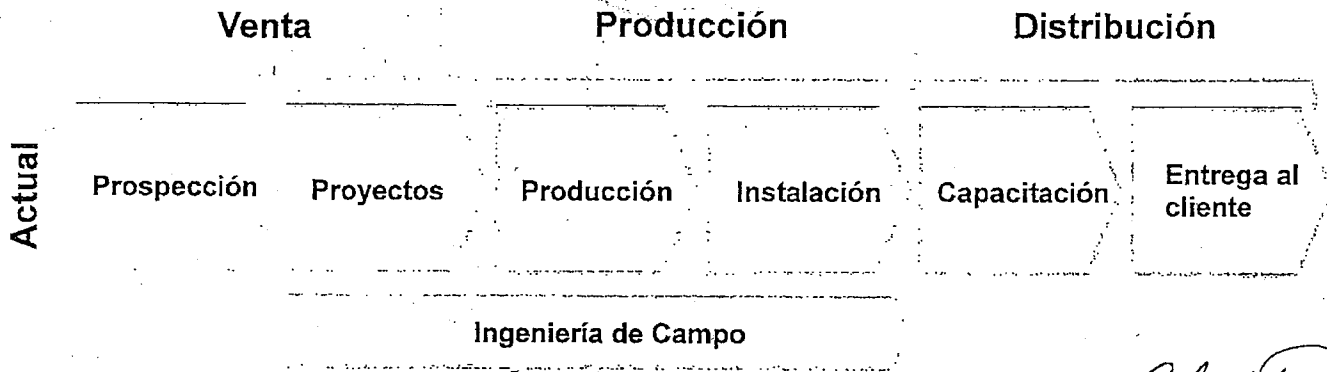 Venta Producción Distribución
Actual
Prospección Proyectos Producción Instalación Capacitación Entrega al
cliente
Ingeniería de Campo